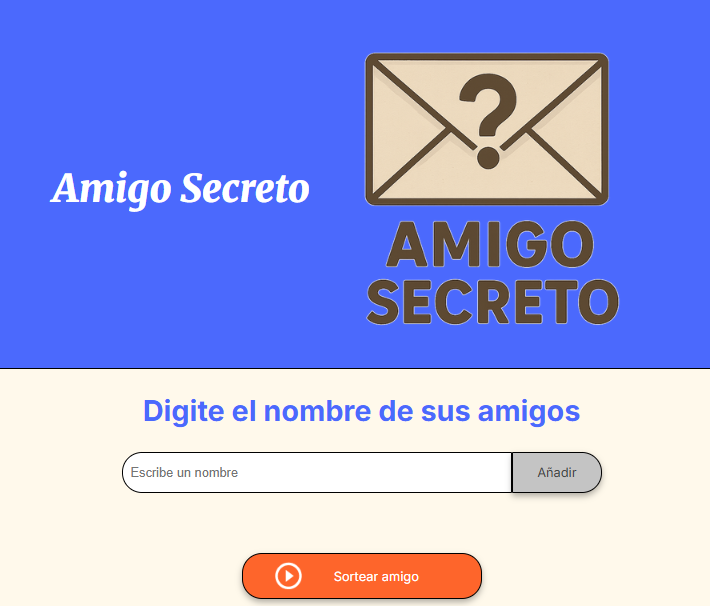 Amigo Secreto
?
AMIGO
SECRETO
Digite el nombre de sus amigos
Escribe un nombre
Añadir
Sortear amigo